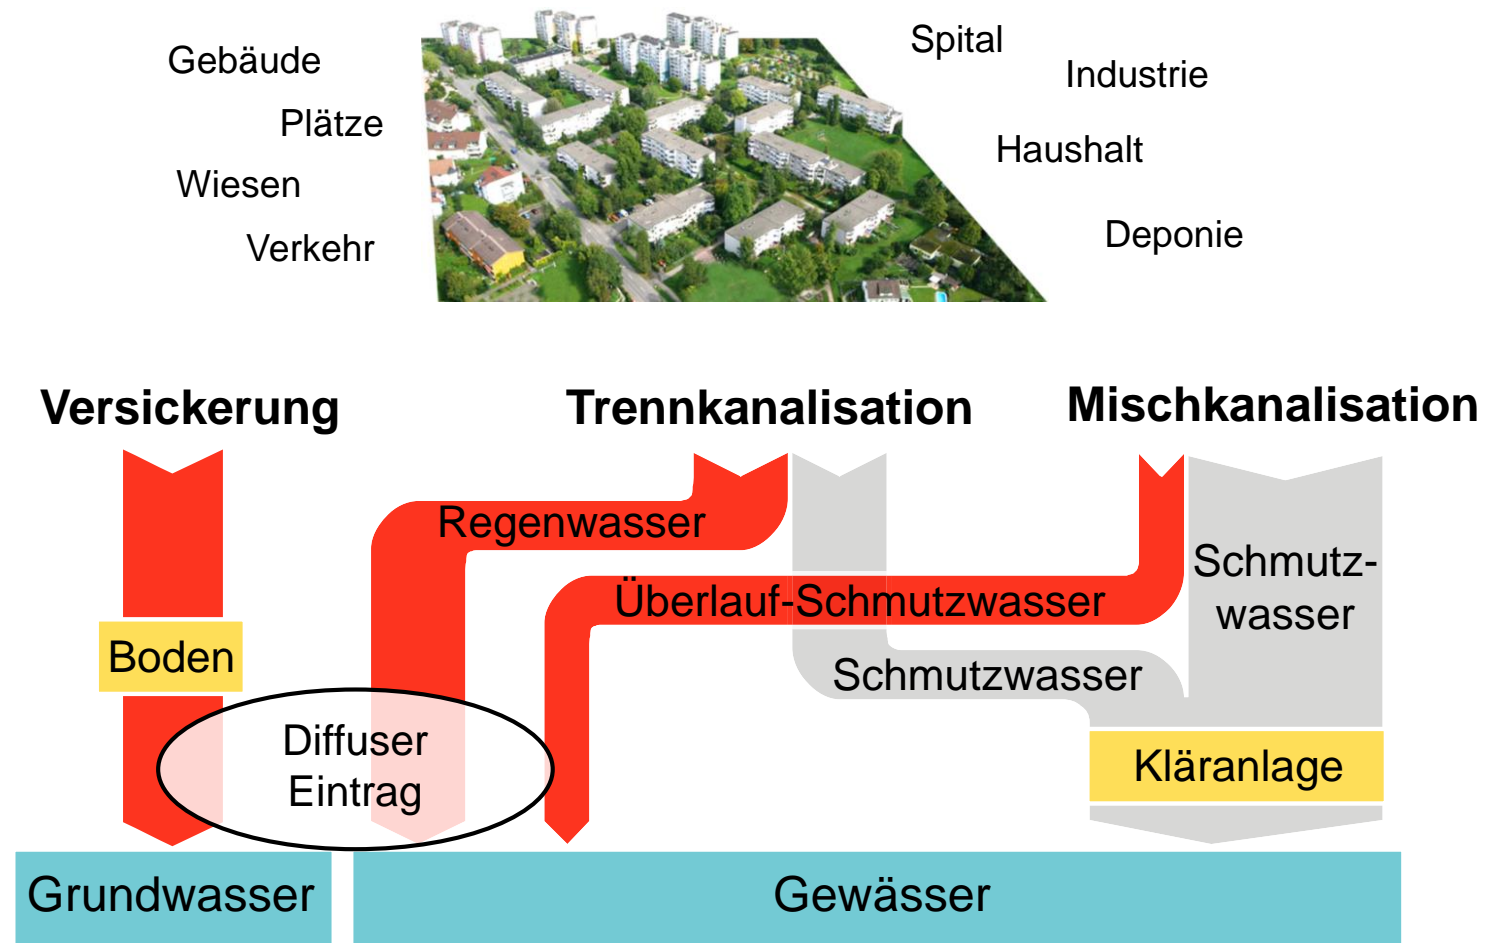 Gebäude
Plätze
Wiesen
Verkehr
Spital
Industrie
Haushalt
Deponie
Versickerung
Trennkanalisation
Mischkanalisation
Regenwasser
Überlauf-Schmutzwasser
Schmutz-
wasser
Boden
Schmutzwasser
Diffuser
Eintrag
Kläranlage
Grundwasser
Gewässer